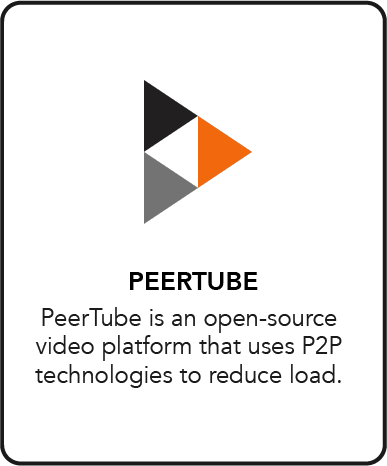 PEERTUBE
PeerTube is an open-source
video platform that uses P2P
technologies to reduce load.